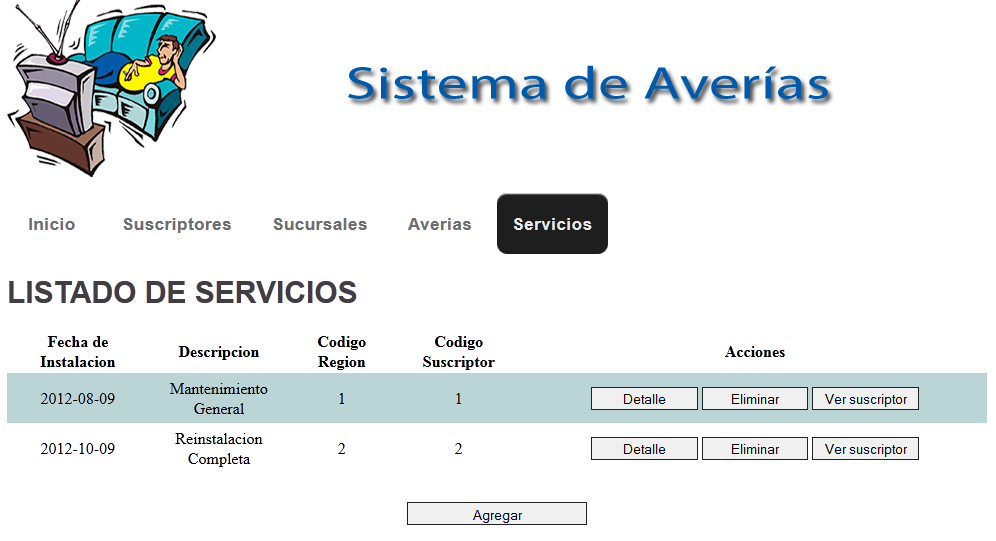 Sistema de Averías
Inicio Suscriptores Sucursales Averias Servicios
LISTADO DE SERVICIOS
Fecha de Instalacion Descripcion Codigo Region Codigo Suscriptor Acciones
2012-08-09 Mantenimiento General 1 1 Detalle Eliminar Ver suscriptor
2012-10-09 Reinstalacion Completa 2 2 Detalle Eliminar Ver suscriptor
Agregar